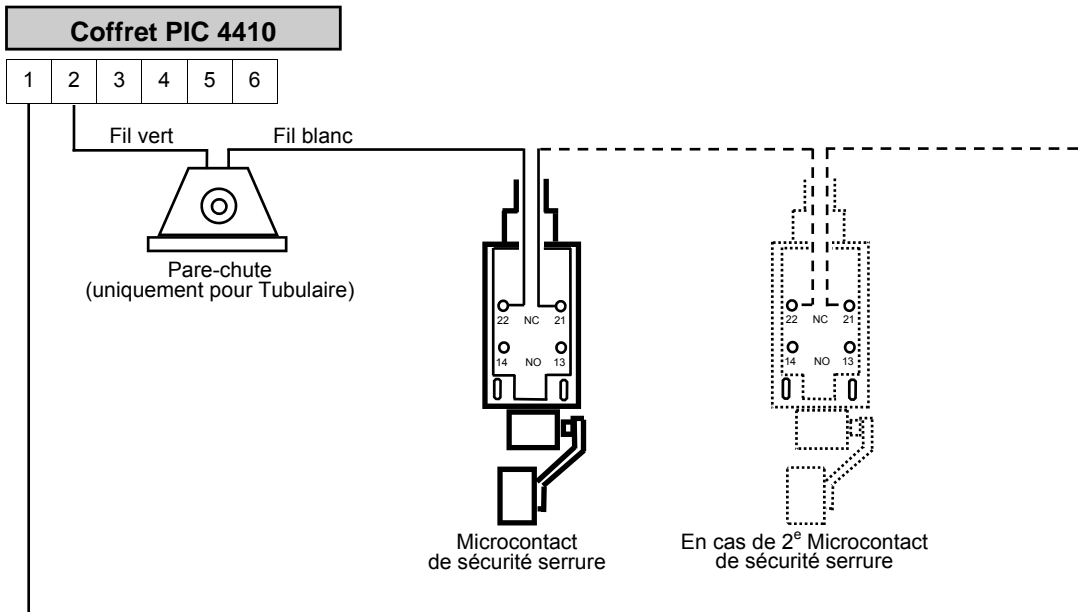 Coffret PIC 4410
1 2 3 4 5 6
Fil vert Fil blanc
Pare-chute
(uniquement pour Tubulaire)
22 NC 21
14 NO 13
22 NC 21
14 NO 13
Microcontact
de sécurité serrure
En cas de 2e Microcontact
de sécurité serrure